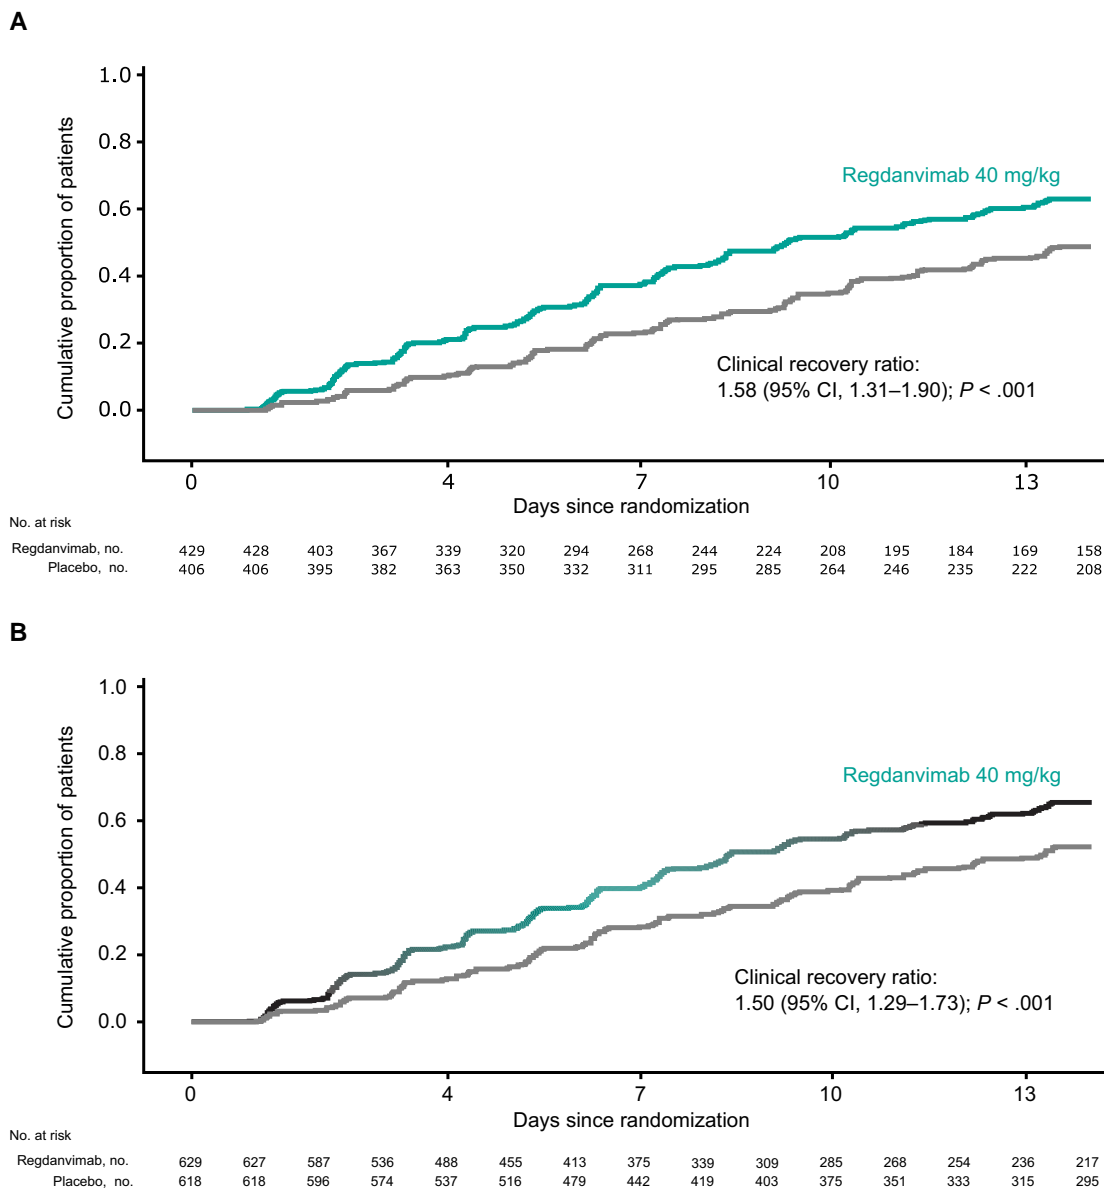 A
1.0
0.8
0.6
0.4
0.2
0.0
Cumulative proportion of patients
Regdanvimab 40 mg/kg
Clinical recovery ratio:
1.58 (95% CI, 1.31–1.90); P < .001
0 4 7 10 13
Days since randomization
No. at risk
Regdanvimab, no. 429 428 403 367 339 320 294 268 244 224 208 195 184 169 158
Placebo, no. 406 406 395 382 363 350 332 311 295 285 264 246 235 222 208
B
1.0
0.8
0.6
0.4
0.2
0.0
Cumulative proportion of patients
Regdanvimab 40 mg/kg
Clinical recovery ratio:
1.50 (95% CI, 1.29–1.73); P < .001
0 4 7 10 13
Days since randomization
No. at risk
Regdanvimab, no. 629 627 587 536 488 455 413 375 339 309 285 268 254 236 217
Placebo, no. 618 618 596 574 537 516 479 442 419 403 375 351 333 315 295